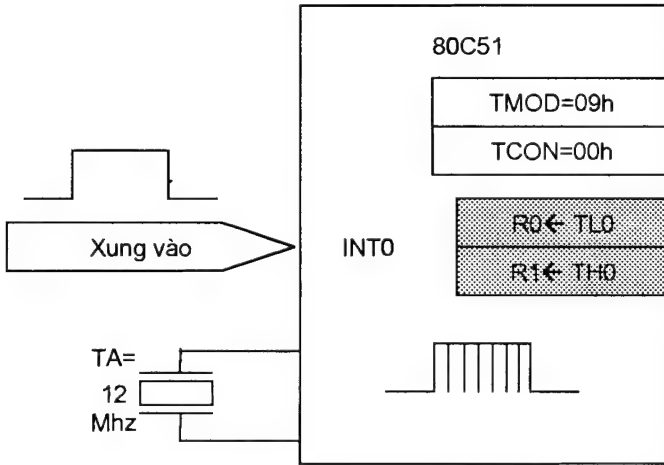 80C51
TMOD=09h
TCON=00h
Xung vào
INT0
R0← TL0
R1← TH0
TA=
12
Mhz